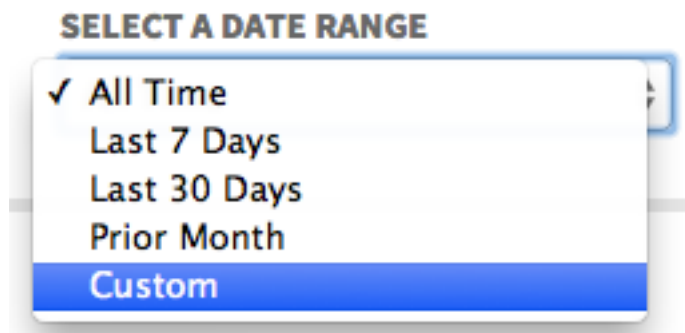 SELECT A DATE RANGE
✓ All Time
Last 7 Days
Last 30 Days
Prior Month
Custom